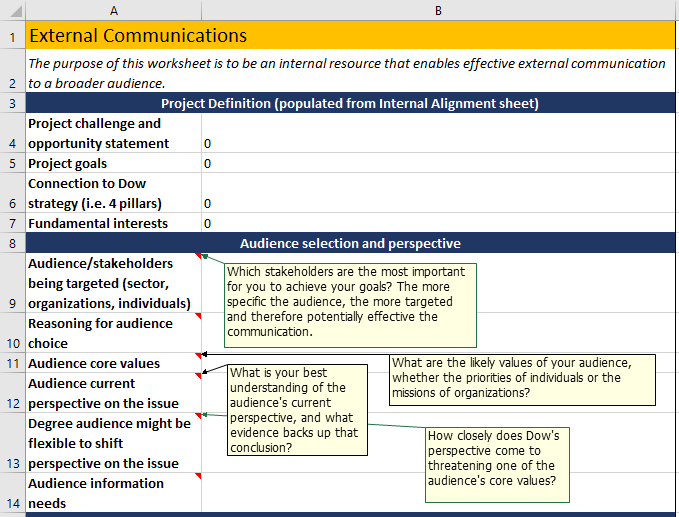 A B
1 External Communications
The purpose of this worksheet is to be an internal resource that enables effective external communication
2 to a broader audience.
3 Project Definition (populated from Internal Alignment sheet)
Project challenge and
4 opportunity statement 0
5 Project goals 0
Connection to Dow
6 strategy (i.e. 4 pillars) 0
7 Fundamental interests 0
8 Audience selection and perspective
Audience/stakeholders
being targeted (sector,
9 organizations, individuals)
Which stakeholders are the most important
for you to achieve your goals? The more
specific the audience, the more targeted
and therefore potentially effective the
communication.
Reasoning for audience
10 choice
11 Audience core values
What are the likely values of your audience,
whether the priorities of individuals or the
missions of organizations?
Audience current
12 perspective on the issue
What is your best
understanding of the
audience's current
perspective, and what
evidence backs up that
conclusion?
Degree audience might be
flexible to shift
13 perspective on the issue
How closely does Dow's
perspective come to
threatening one of the
audience's core values?
Audience information
14 needs